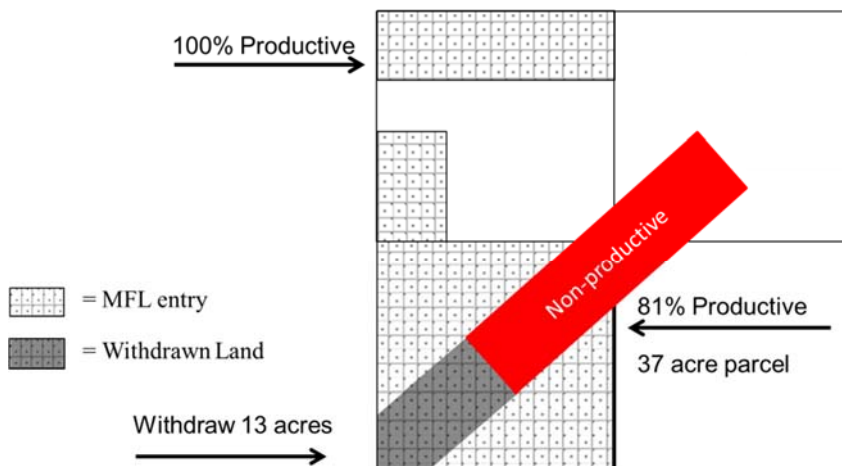 100% Productive
Non-productive
= MFL entry
81% Productive
= Withdrawn Land
37 acre parcel
Withdraw 13 acres